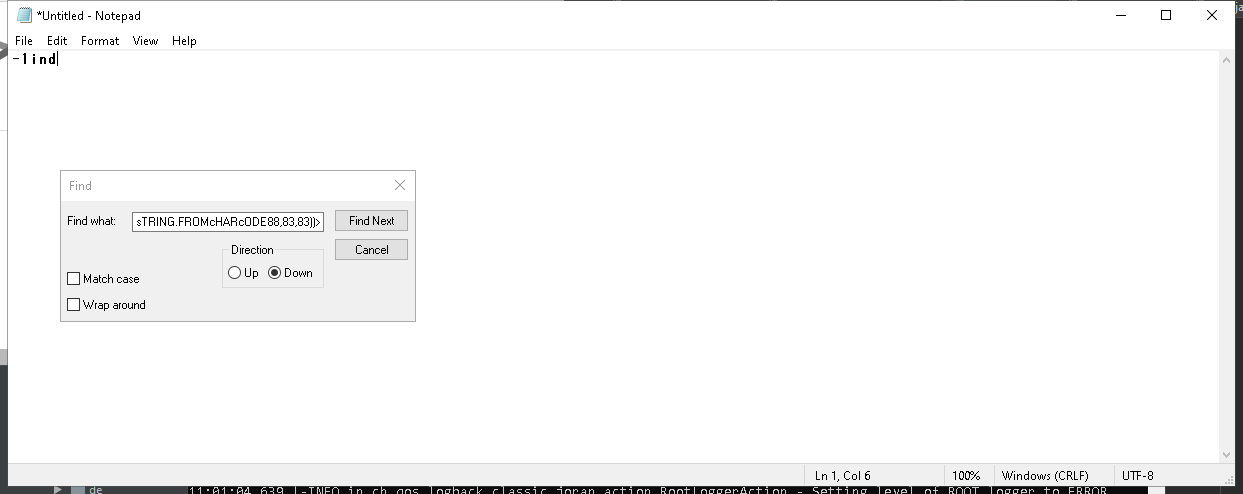 *Untitled - Notepad
File Edit Format View Help
-1ind
Find
Find what: sTRING.FROMcHARcODE88,83,83))> Find Next
Direction Cancel
Up Down
Match case
Wrap around
Ln 1, Col 6 100% Windows (CRLF) UTF-8
de 11:01:04,639 |-INFO in ch.qos.logback.classic.joran.action.RootLoggerAction - Setting level of ROOT logger to ERROR